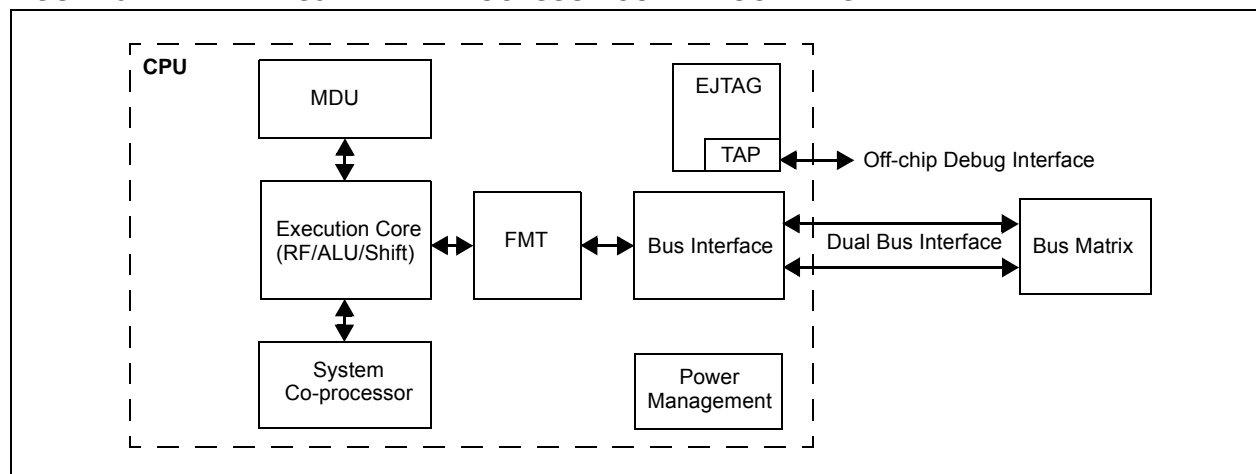 CPU
MDU
EJTAG
TAP
Off-chip Debug Interface
Execution Core
(RF/ALU/Shift)
FMT
Bus Interface
Dual Bus Interface
Bus Matrix
System
Co-processor
Power
Management